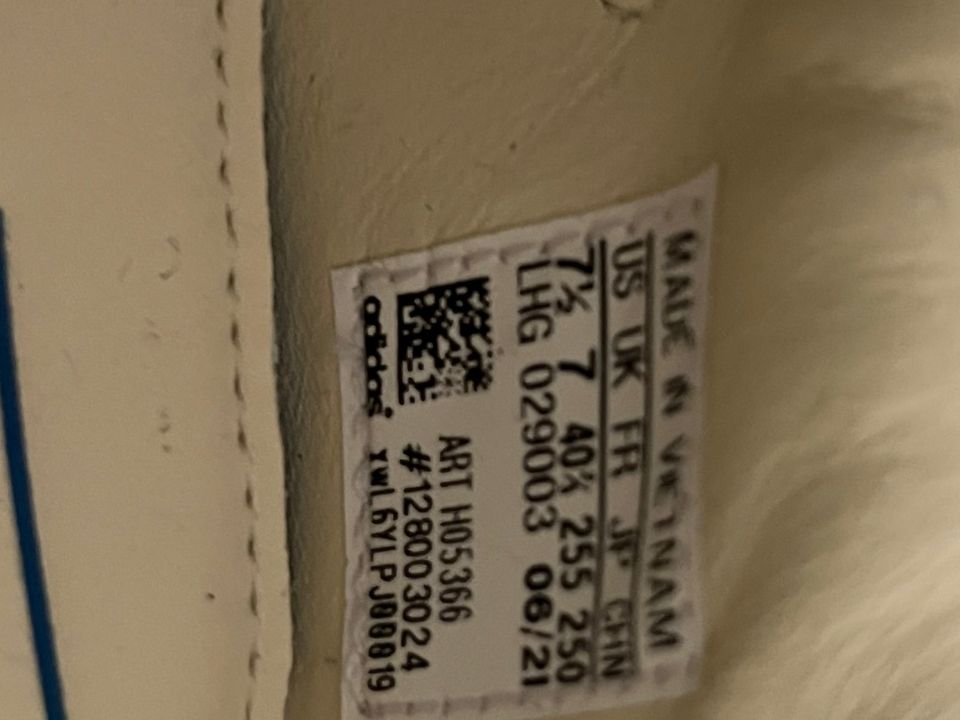 MADE IN VIETNAM
US UK FR JP CHN
7½ 7 40⅔ 255 250
LHG 029003 06/21
ART H05366
#128003024
adidas
YWL6YLPJ00019